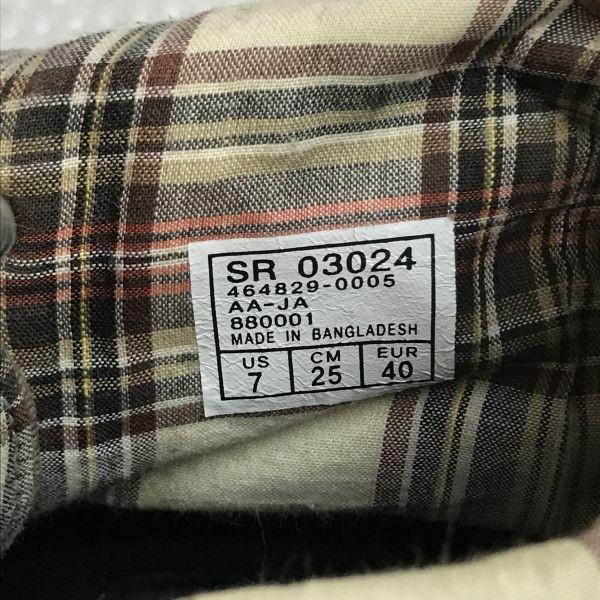 SR 03024
464829-0005
AA-JA
880001
MADE IN BANGLADESH
US CM EUR
7 25 40